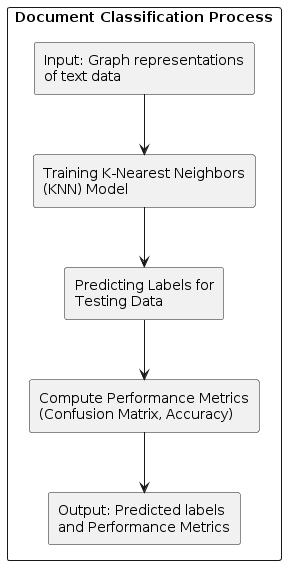 Document Classification Process
Input: Graph representations
of text data
Training K-Nearest Neighbors
(KNN) Model
Predicting Labels for
Testing Data
Compute Performance Metrics
(Confusion Matrix, Accuracy)
Output: Predicted labels
and Performance Metrics